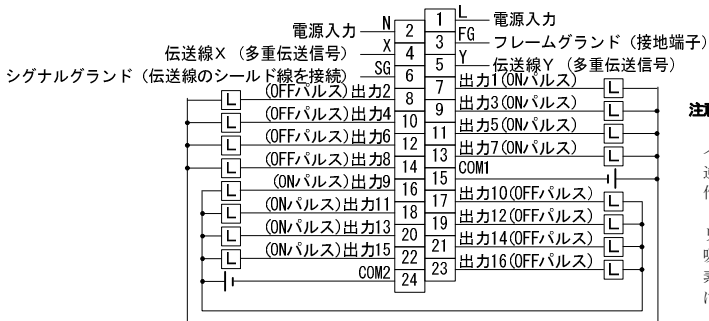 N 2 1 L 電源入力
電源入力
X 4 3 FG フレームグランド (接地端子)
伝送線X (多重伝送信号)
SG 6 5 Y 伝送線Y (多重伝送信号)
シグナルグランド (伝送線のシールド線を接続)
L (OFFパルス)出力2 8 7 出力1(ONパルス) L
L (OFFパルス)出力4 10 9 出力3(ONパルス) L
L (OFFパルス)出力6 12 11 出力5(ONパルス) L
L (OFFパルス)出力8 14 13 出力7(ONパルス) L
L (ONパルス)出力9 16 15 COM1
L (ONパルス)出力11 18 17 出力10(OFFパルス) L
L (ONパルス)出力13 20 19 出力12(OFFパルス) L
L (ONパルス)出力15 22 21 出力14(OFFパルス) L
COM2 24 23 出力16(OFFパルス) L